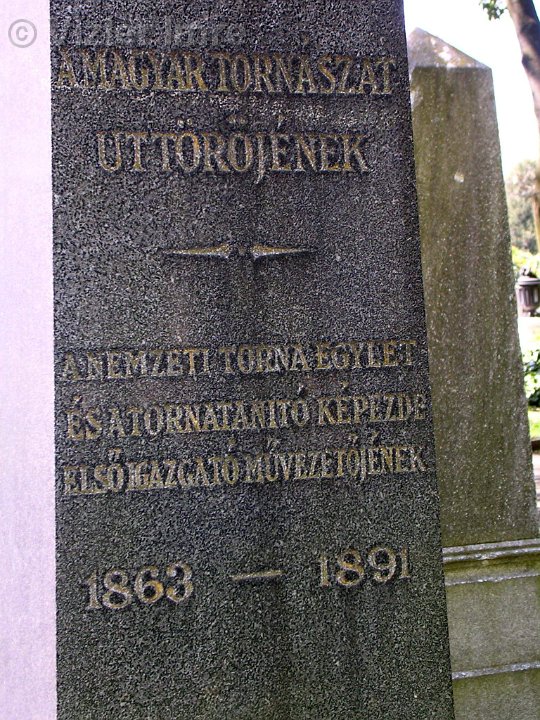 A MAGYAR TORNÁSZAT
ÚTTÖRŐJÉNEK
A NEMZETI TORNA EGYLET
ÉS A TORNATANÍTÓ KÉPEZDE
ELSŐ IGAZGATÓ MŰVEZETŐJÉNEK
1863 — 1891